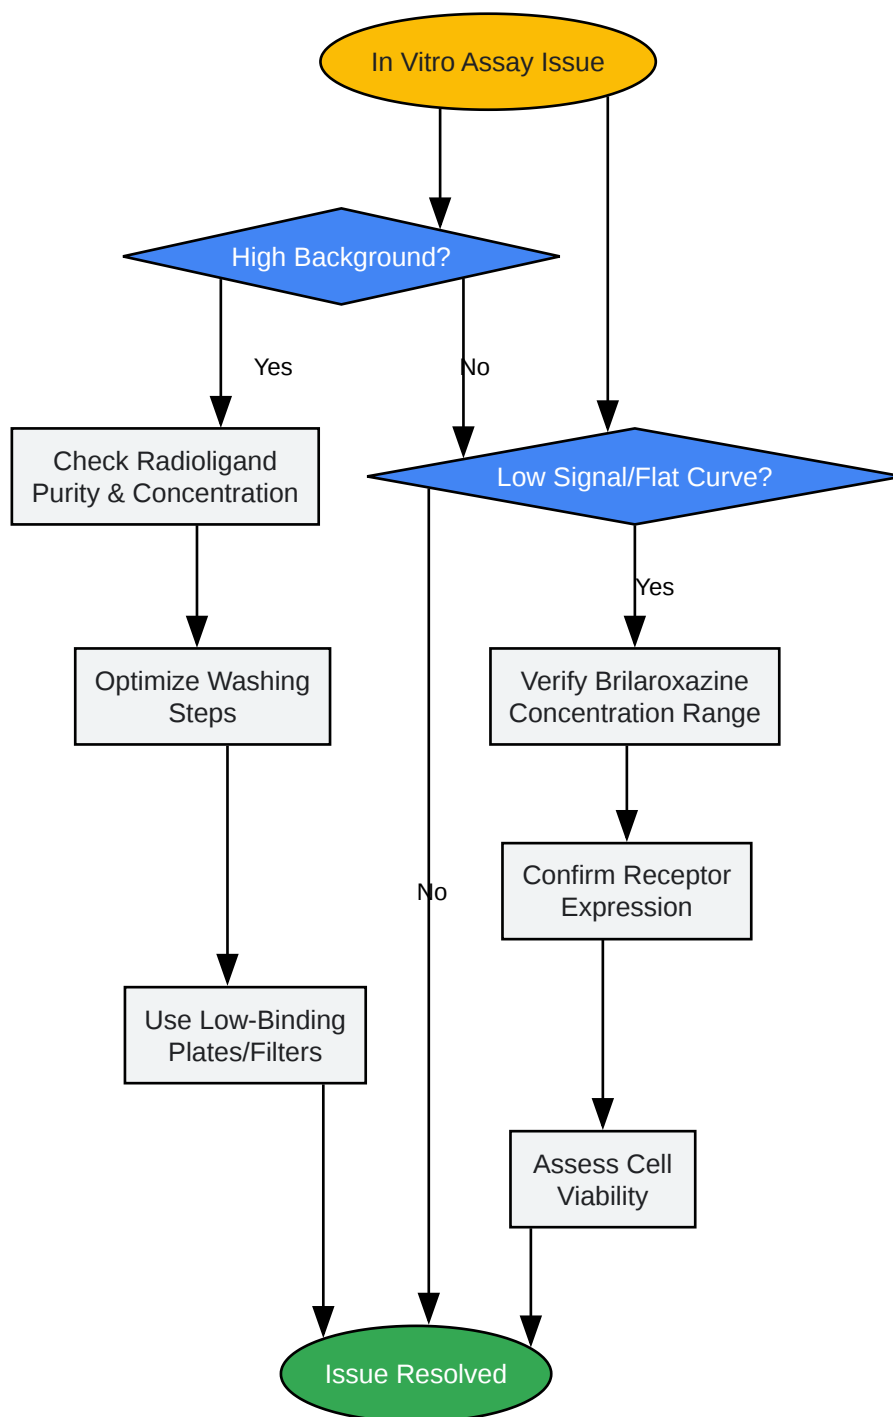 In Vitro Assay Issue
High Background?
Yes
No
Check Radioligand
Purity & Concentration
Low Signal/Flat Curve?
Yes
Optimize Washing
Steps
Verify Brilaroxazine
Concentration Range
Confirm Receptor
Expression
No
Use Low-Binding
Plates/Filters
Assess Cell
Viability
Issue Resolved